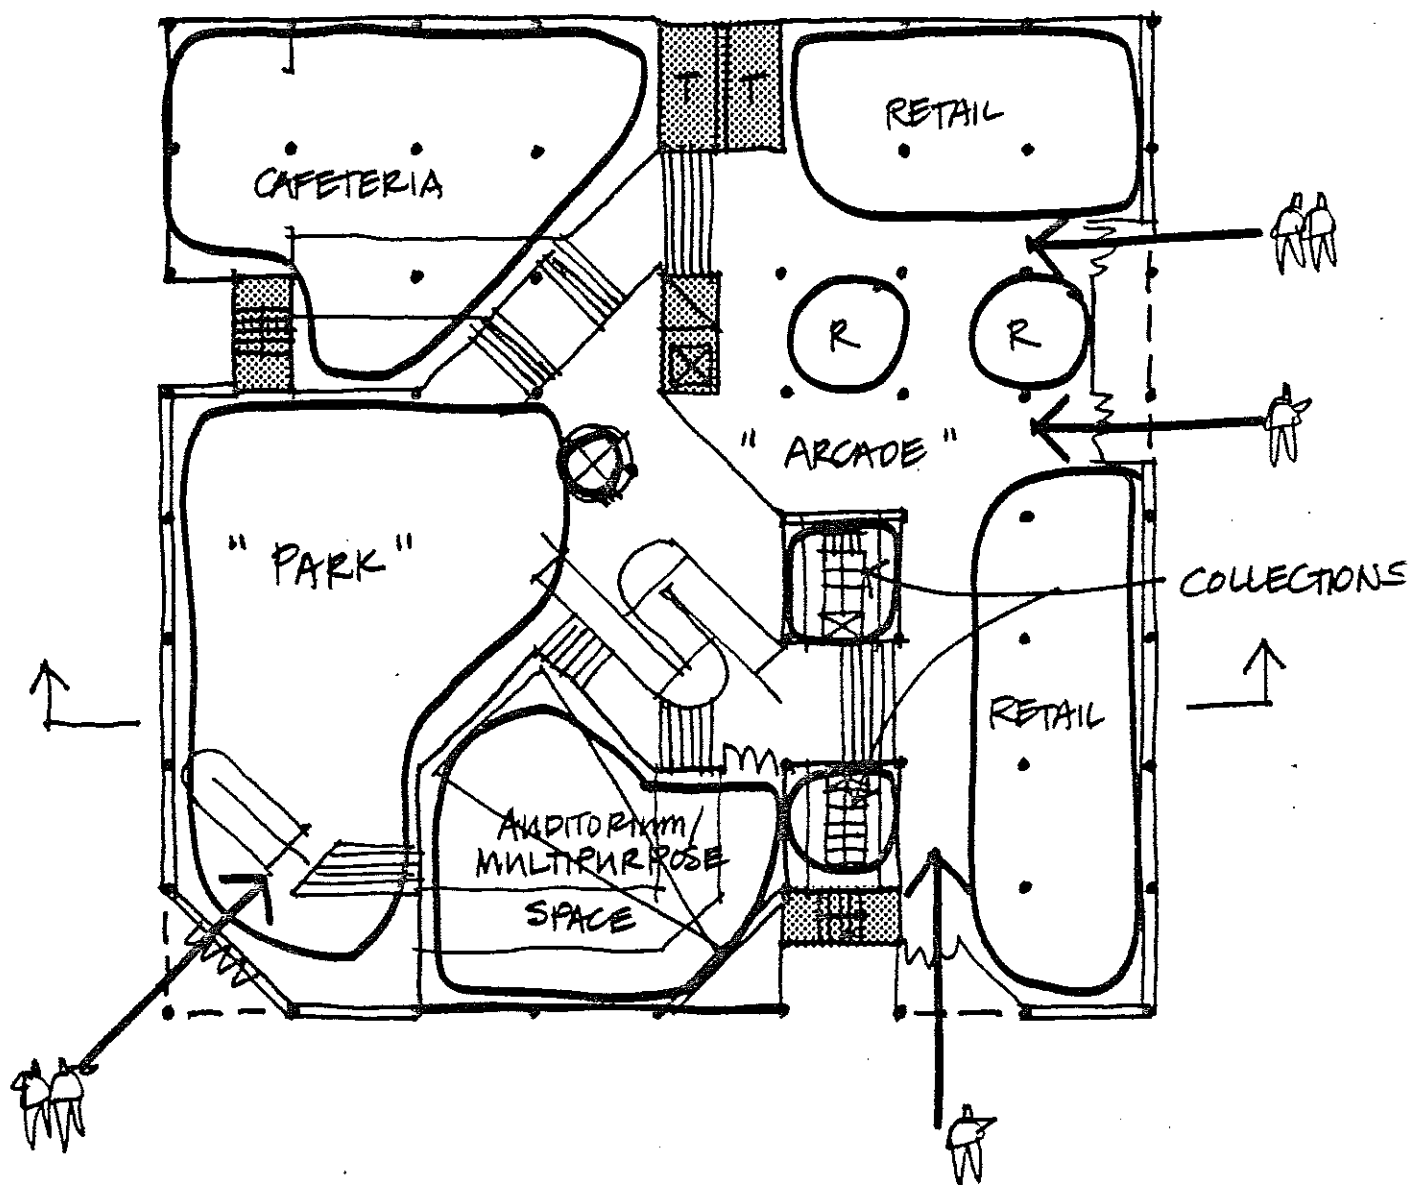 T T
RETAIL
CAFETERIA
R R
" ARCADE "
" PARK "
COLLECTIONS
RETAIL
AUDITORIUM/
MULTIPURPOSE
SPACE